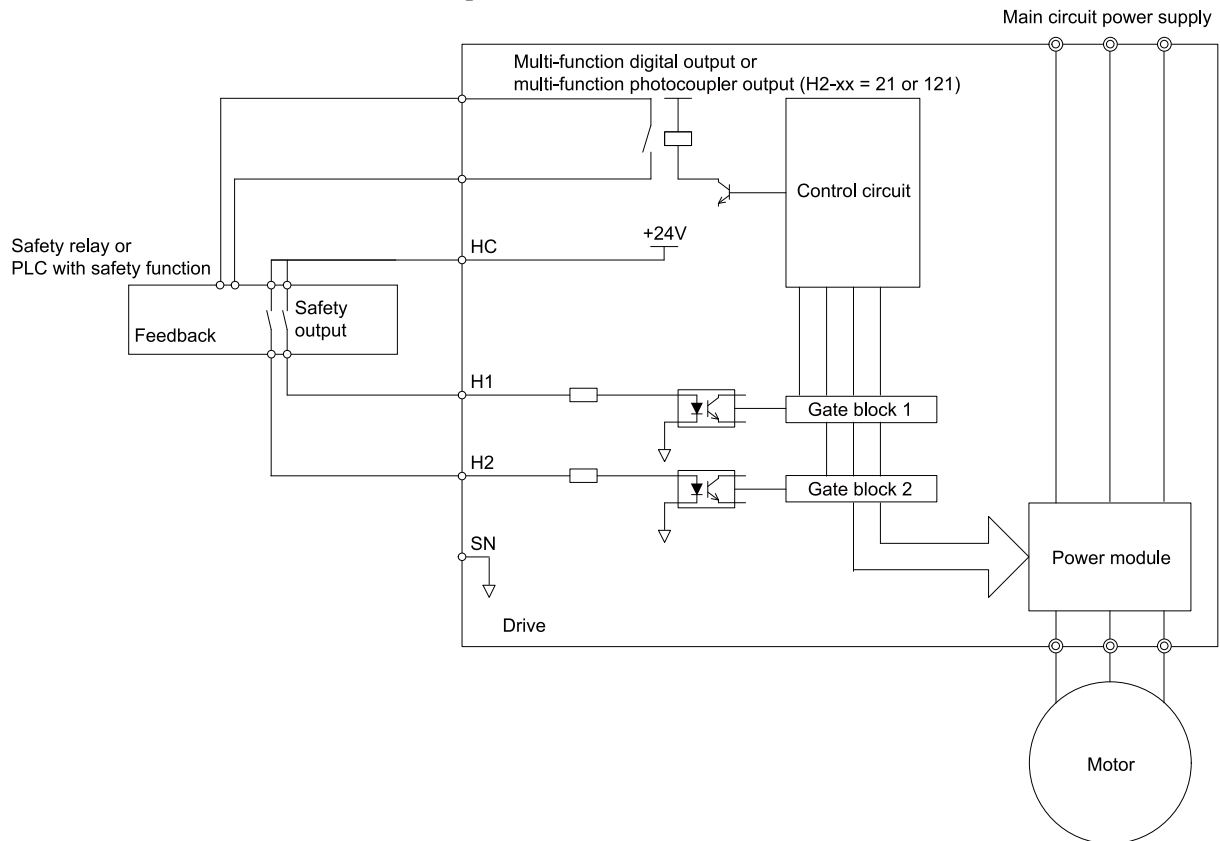 Main circuit power supply
Multi-function digital output or
multi-function photocoupler output (H2-xx = 21 or 121)
Control circuit
+24V
HC
Safety relay or
PLC with safety function
Safety
output
Feedback
H1
Gate block 1
H2
Gate block 2
SN
Power module
Drive
Motor